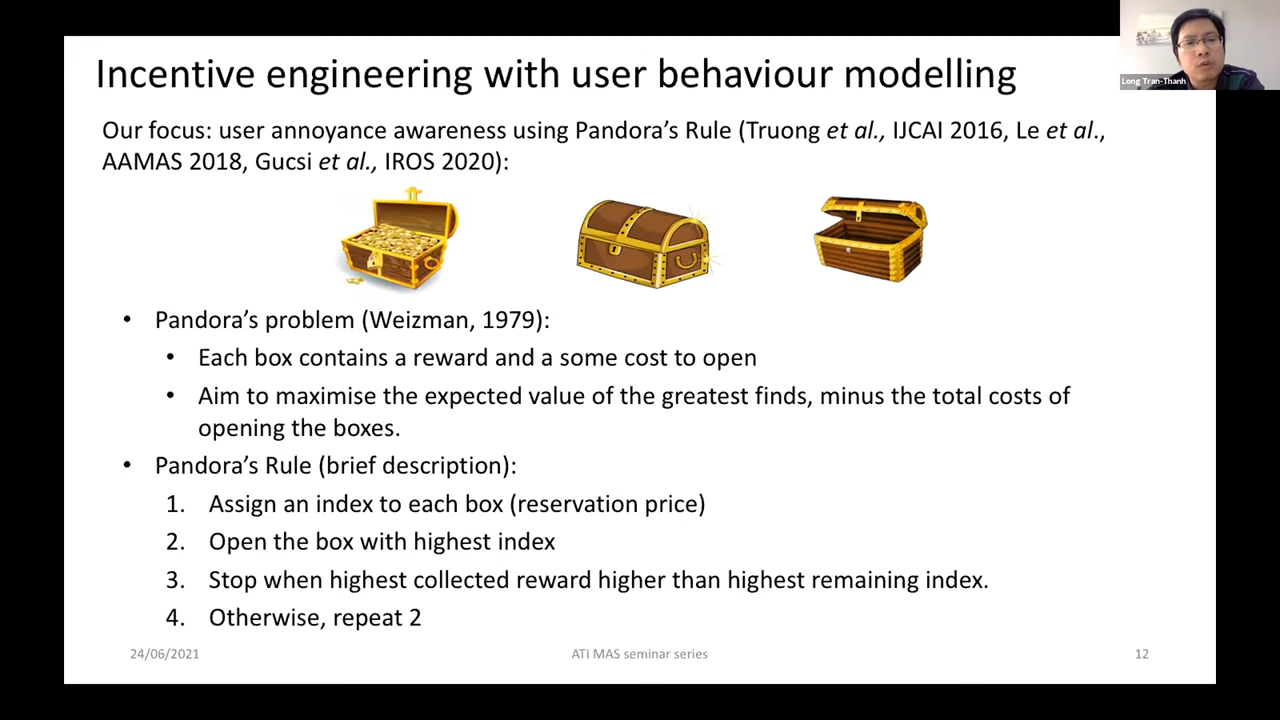 Incentive engineering with user behaviour modelling
Long Tran-Thanh
Our focus: user annoyance awareness using Pandora's Rule (Truong et al., IJCAI 2016, Le et al.,
AAMAS 2018, Gucsi et al., IROS 2020):
• Pandora's problem (Weizman, 1979):
• Each box contains a reward and a some cost to open
• Aim to maximise the expected value of the greatest finds, minus the total costs of
opening the boxes.
• Pandora's Rule (brief description):
1. Assign an index to each box (reservation price)
2. Open the box with highest index
3. Stop when highest collected reward higher than highest remaining index.
4. Otherwise, repeat 2
24/06/2021
ATI MAS seminar series
12